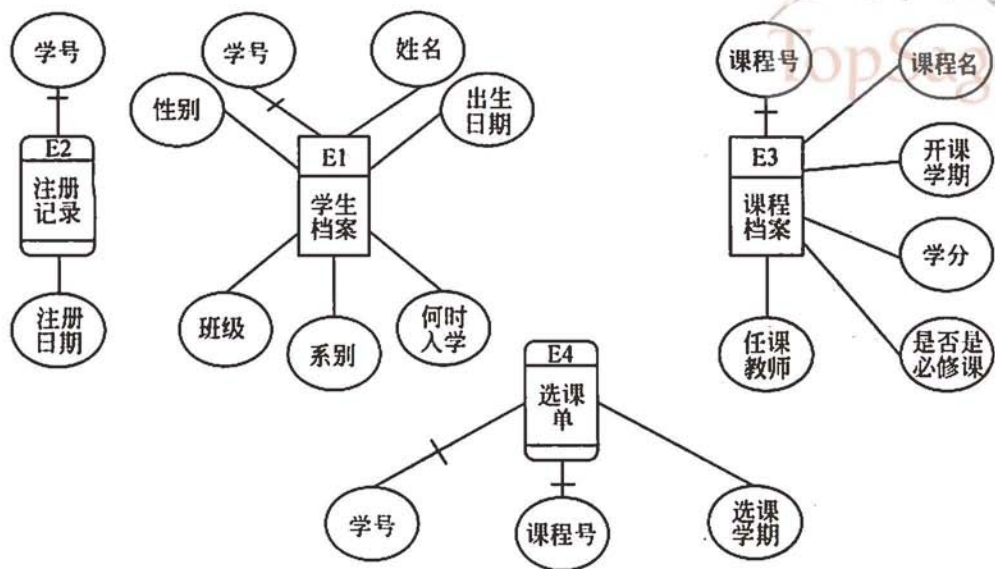 学号
学号
姓名
课程号
课程名
TopSag
性别
出生
日期
E2
注册
记录
E1
学生
档案
E3
课程
档案
开课
学期
学分
注册
日期
班级
系别
何时
入学
任课
教师
是否是
必修课
E4
选课
单
学号
课程号
选课
学期